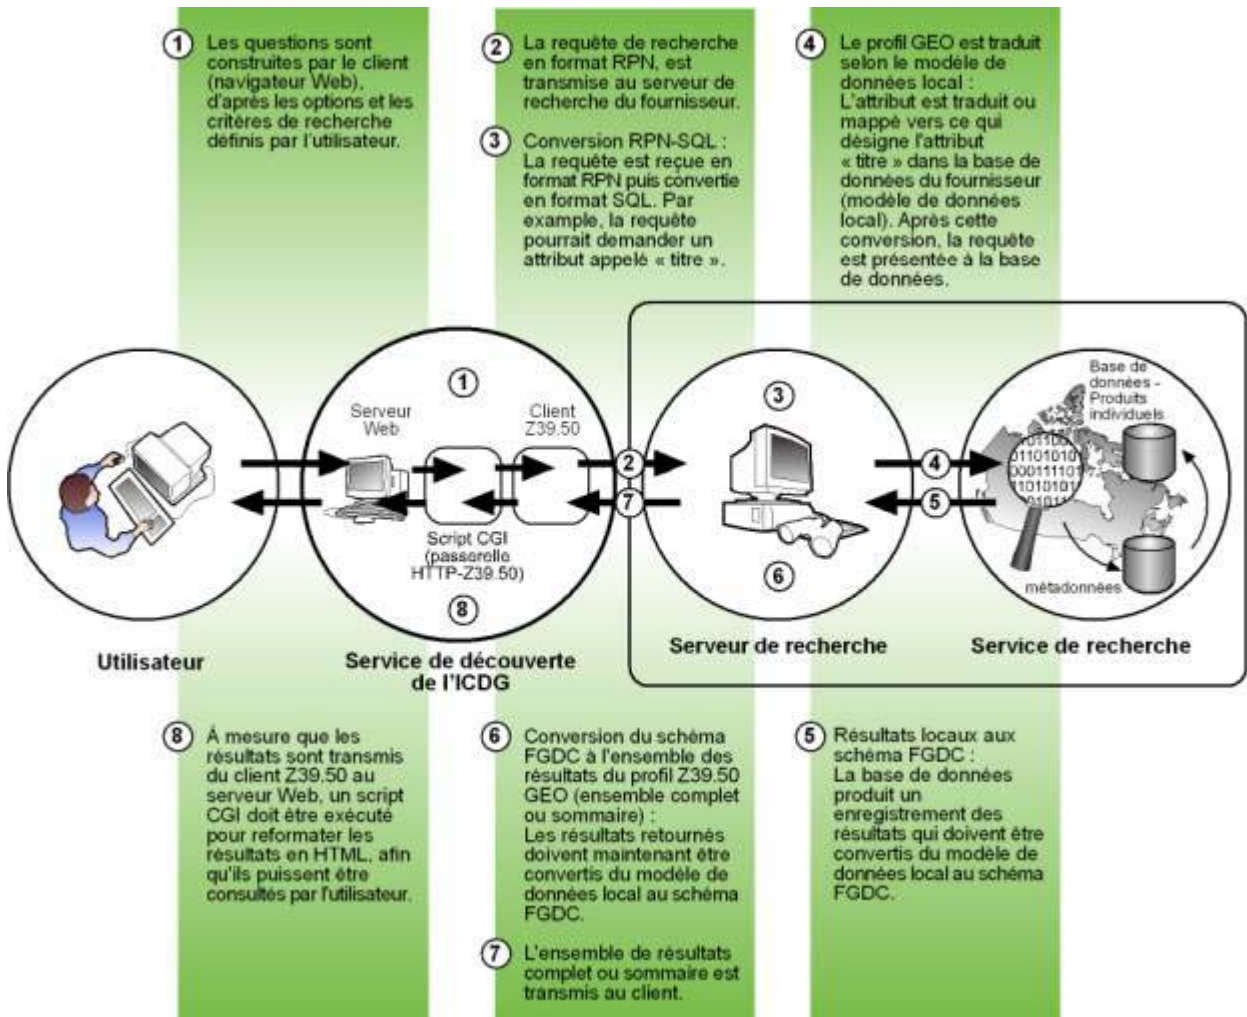 1 Les questions sont
construites par le client
(navigateur Web),
d'après les options et les
critères de recherche
définis par l'utilisateur.
2 La requête de recherche
en format RPN, est
transmise au serveur de
recherche du fournisseur.
3 Conversion RPN-SQL :
La requête est reçue en
format RPN puis convertie
en format SQL. Par
example, la requête
pourrait demander un
attribut appelé « titre ».
4 Le profil GEO est traduit
selon le modèle de
données local :
L'attribut est traduit ou
mappé vers ce qui
désigne l'attribut
« titre » dans la base de
données du fournisseur
(modèle de données
local). Après cette
conversion, la requête
est présentée à la base
de données.
1
Serveur
Web
Client
Z39.50
Script CGI
(passerelle
HTTP-Z39.50)
8
2
7
3
6
4
5
Base de
données -
Produits
individuels
01101010
000111101
11010101
métadonnées
Utilisateur
Service de découverte
de l'ICDG
Serveur de recherche
Service de recherche
8 À mesure que les
résultats sont transmis
du client Z39.50 au
serveur Web, un script
CGI doit être exécuté
pour reformater les
résultats en HTML, afin
qu'ils puissent être
consultés par l'utilisateur.
6 Conversion du schéma
FGDC à l'ensemble des
résultats du profil Z39.50
GEO (ensemble complet
ou sommaire) :
Les résultats retournés
doivent maintenant être
convertis du modèle de
données local au schéma
FGDC.
7 L'ensemble de résultats
complet ou sommaire est
transmis au client.
5 Résultats locaux aux
schéma FGDC :
La base de données
produit un
enregistrement des
résultats qui doivent être
convertis du modèle de
données local au schéma
FGDC.